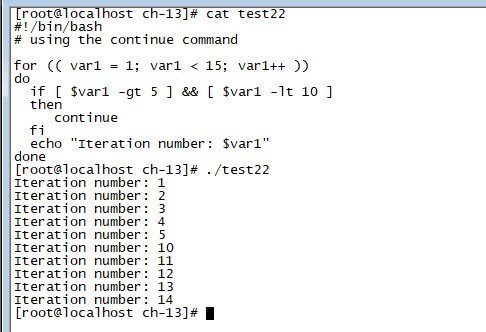 [root@localhost ch-13]# cat test22
#!/bin/bash
# using the continue command

for (( var1 = 1; var1 < 15; var1++ ))
do
  if [ $var1 -gt 5 ] && [ $var1 -lt 10 ]
  then
     continue
  fi
  echo "Iteration number: $var1"
done
[root@localhost ch-13]# ./test22
Iteration number: 1
Iteration number: 2
Iteration number: 3
Iteration number: 4
Iteration number: 5
Iteration number: 10
Iteration number: 11
Iteration number: 12
Iteration number: 13
Iteration number: 14
[root@localhost ch-13]#